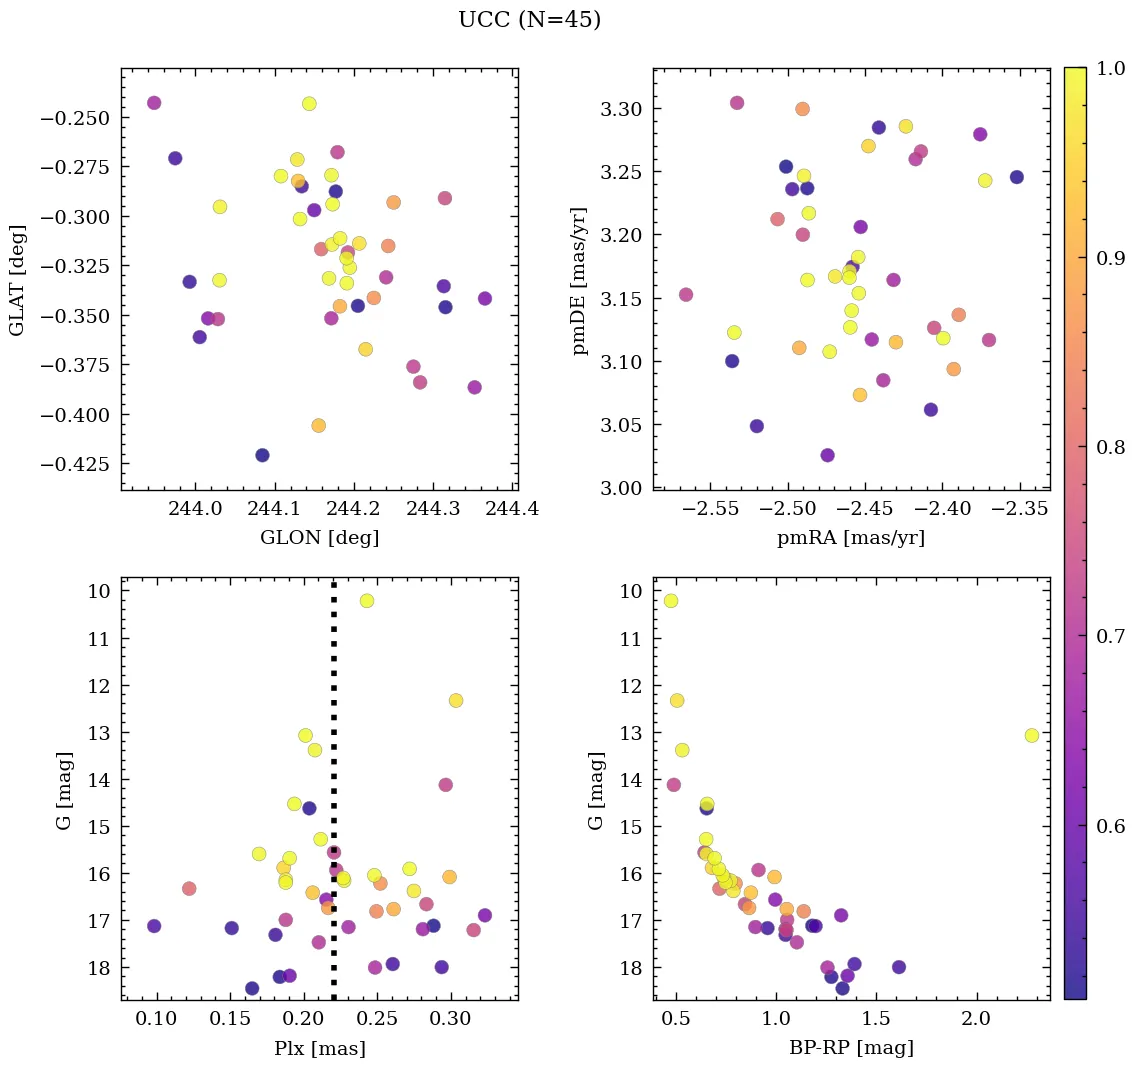 UCC (N=45)
−0.250
−0.275
−0.300
−0.325
−0.350
−0.375
−0.400
−0.425
GLAT [deg]
244.0 244.1 244.2 244.3 244.4
GLON [deg]
3.30
3.25
3.20
3.15
3.10
3.05
3.00
pmDE [mas/yr]
−2.55 −2.50 −2.45 −2.40 −2.35
pmRA [mas/yr]
10
11
12
13
14
15
16
17
18
G [mag]
0.10 0.15 0.20 0.25 0.30
Plx [mas]
10
11
12
13
14
15
16
17
18
G [mag]
0.5 1.0 1.5 2.0
BP-RP [mag]
1.0
0.9
0.8
0.7
0.6